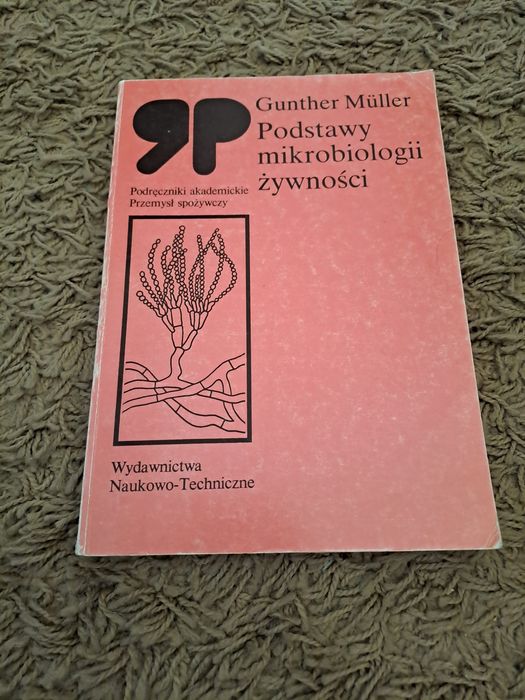 Gunther Müller
Podstawy
mikrobiologii
żywności
Podręczniki akademickie
Przemysł spożywczy
Wydawnictwa
Naukowo-Techniczne